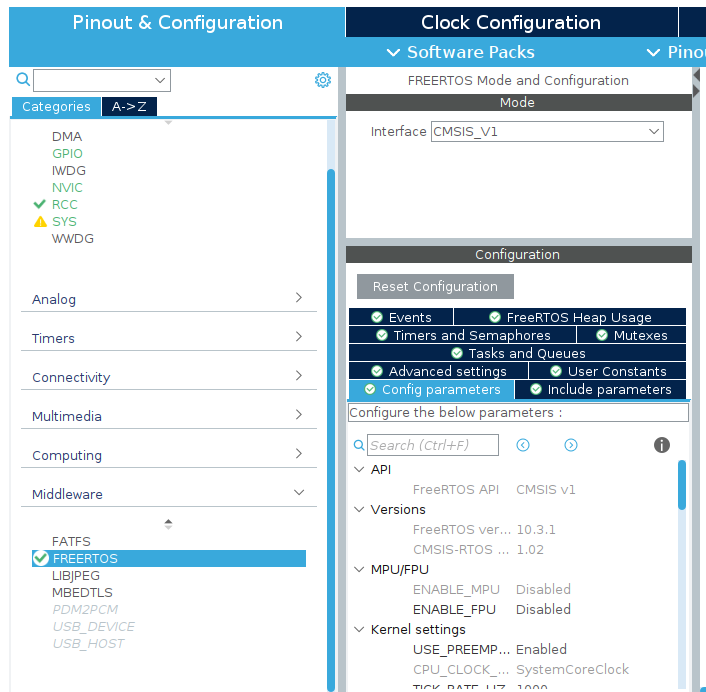 Pinout & Configuration
Clock Configuration
Software Packs
Pino
Categories
A->Z
DMA
GPIO
IWDG
NVIC
RCC
SYS
WWDG
Analog
Timers
Connectivity
Multimedia
Computing
Middleware
FATFS
FREERTOS
LIBJPEG
MBEDTLS
PDM2PCM
USB_DEVICE
USB_HOST
FREERTOS Mode and Configuration
Mode
Interface CMSIS_V1
Configuration
Reset Configuration
Events
FreeRTOS Heap Usage
Timers and Semaphores
Mutexes
Tasks and Queues
Advanced settings
User Constants
Config parameters
Include parameters
Configure the below parameters :
Search (Ctrl+F)
API
FreeRTOS API CMSIS v1
Versions
FreeRTOS ver... 10.3.1
CMSIS-RTOS ... 1.02
MPU/FPU
ENABLE_MPU Disabled
ENABLE_FPU Disabled
Kernel settings
USE_PREEMP... Enabled
CPU_CLOCK_... SystemCoreClock
TICK_RATE_HZ 1000